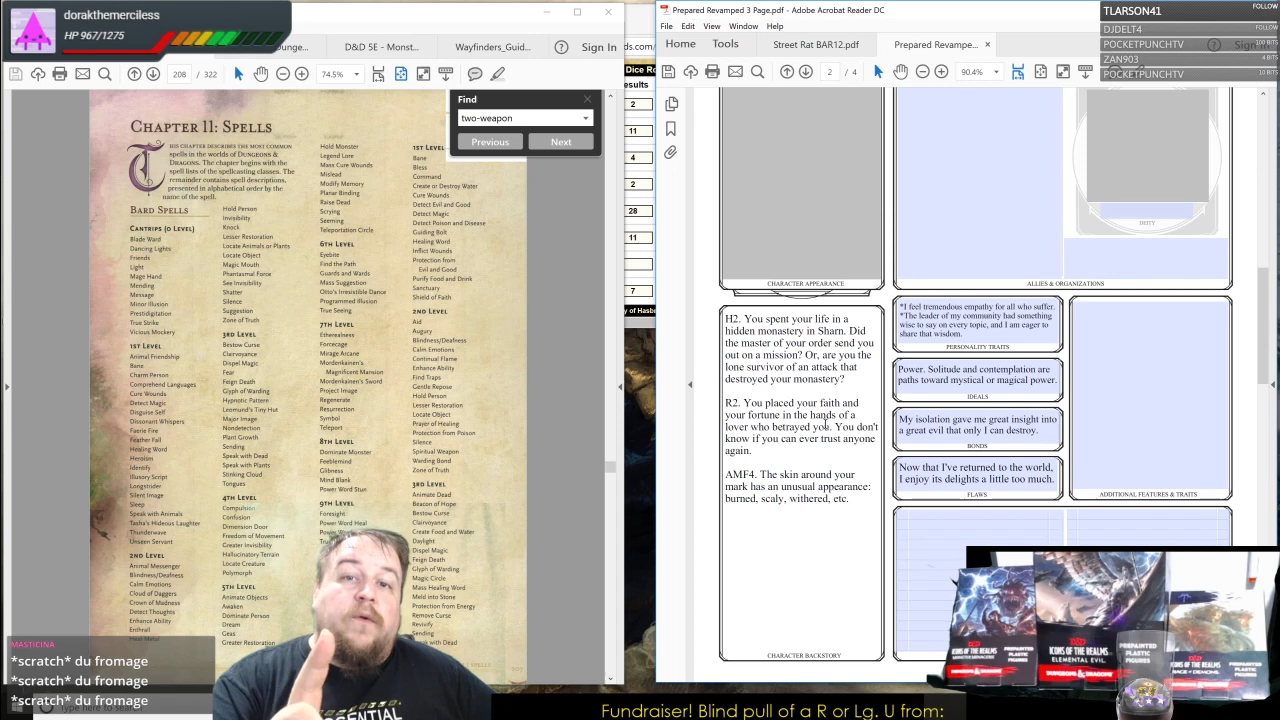 dorakthemerciless
HP 967/1275
D&D 5E - Monst...
Wayfinders_Guid...
Sign In
208 / 322
74.5%
Find
two-weapon
Previous
Next
CHAPTER 11: SPELLS
THIS CHAPTER DESCRIBES THE MOST COMMON
spells in the worlds of DUNGEONS &
DRAGONS. The chapter begins with the
spell lists of the spellcasting classes. The
remainder contains spell descriptions,
presented in alphabetical order by the
name of the spell.
BARD SPELLS
CANTRIPS (0 LEVEL)
Blade Ward
Dancing Lights
Friends
Light
Mage Hand
Mending
Message
Minor Illusion
Prestidigitation
True Strike
Vicious Mockery
1ST LEVEL
Animal Friendship
Bane
Charm Person
Comprehend Languages
Cure Wounds
Detect Magic
Disguise Self
Dissonant Whispers
Faerie Fire
Feather Fall
Healing Word
Heroism
Identify
Illusory Script
Longstrider
Silent Image
Sleep
Speak with Animals
Tasha's Hideous Laughter
Thunderwave
Unseen Servant
2ND LEVEL
Animal Messenger
Blindness/Deafness
Calm Emotions
Cloud of Daggers
Crown of Madness
Detect Thoughts
Enhance Ability
Enthrall
Heat Metal
Hold Person
Invisibility
Knock
Lesser Restoration
Locate Animals or Plants
Locate Object
Magic Mouth
Phantasmal Force
See Invisibility
Shatter
Silence
Suggestion
Zone of Truth
3RD LEVEL
Bestow Curse
Clairvoyance
Dispel Magic
Fear
Feign Death
Glyph of Warding
Hypnotic Pattern
Leomund's Tiny Hut
Major Image
Nondetection
Plant Growth
Sending
Speak with Dead
Speak with Plants
Stinking Cloud
Tongues
4TH LEVEL
Compulsion
Confusion
Dimension Door
Freedom of Movement
Greater Invisibility
Hallucinatory Terrain
Locate Creature
Polymorph
5TH LEVEL
Animate Objects
Awaken
Dominate Person
Dream
Geas
Greater Restoration
Hold Monster
Legend Lore
Mass Cure Wounds
Mislead
Modify Memory
Planar Binding
Raise Dead
Scrying
Seeming
Teleportation Circle
6TH LEVEL
Eyebite
Find the Path
Guards and Wards
Mass Suggestion
Otto's Irresistible Dance
Programmed Illusion
True Seeing
7TH LEVEL
Etherealness
Forcecage
Mirage Arcane
Mordenkainen's
Magnificent Mansion
Mordenkainen's Sword
Project Image
Regenerate
Resurrection
Symbol
Teleport
8TH LEVEL
Dominate Monster
Feeblemind
Glibness
Mind Blank
Power Word Stun
9TH LEVEL
Foresight
Power Word Heal
1ST LEVEL
Bane
Bless
Command
Create or Destroy Water
Cure Wounds
Detect Evil and Good
Detect Magic
Detect Poison and Disease
Guiding Bolt
Healing Word
Inflict Wounds
Protection from
Evil and Good
Purify Food and Drink
Sanctuary
Shield of Faith
2ND LEVEL
Aid
Augury
Blindness/Deafness
Calm Emotions
Continual Flame
Enhance Ability
Find Traps
Gentle Repose
Hold Person
Lesser Restoration
Locate Object
Prayer of Healing
Protection from Poison
Silence
Spiritual Weapon
Warding Bond
Zone of Truth
3RD LEVEL
Animate Dead
Beacon of Hope
Bestow Curse
Clairvoyance
Create Food and Water
Daylight
Dispel Magic
Feign Death
Glyph of Warding
Magic Circle
Mass Healing Word
Meld into Stone
Protection from Energy
Remove Curse
Revivify
Sending
Speak with Dead
Dice Ro
esults
2
11
4
2
28
11
7
y of Hasb
Prepared Revamped 3 Page.pdf - Adobe Acrobat Reader DC
File Edit View Window Help
Home Tools Street Rat BAR12.pdf Prepared Revampe... ×
2 / 4
90.4%
TLARSON41 FOLLOW
DJDELT4 FOLLOW
POCKETPUNCHTV
ZAN903 4 BITS
POCKETPUNCHTV 10 BITS
DEITY
CHARACTER APPEARANCE
ALLIES & ORGANIZATIONS
H2. You spent your life in a
hidden monastery in Sharn. Did
the master of your order send you
out on a mission? Or, are you the
lone survivor of an attack that
destroyed your monastery?
R2. You placed your faith and
your fortune in the hands of a
lover who betrayed you. You don't
know if you can ever trust anyone
again.
AMF4. The skin around your
mark has an unusual appearance:
burned, scaly, withered, etc.
CHARACTER BACKSTORY
*I feel tremendous empathy for all who suffer.
*The leader of my community had something
wise to say on every topic, and I am eager to
share that wisdom.
PERSONALITY TRAITS
Power. Solitude and contemplation are
paths toward mystical or magical power.
IDEALS
My isolation gave me great insight into
a great evil that only I can destroy.
BONDS
Now that I've returned to the world,
I enjoy its delights a little too much.
FLAWS
ADDITIONAL FEATURES & TRAITS
MASTICINA
*scratch* du fromage
*scratch* du fromage
*scratch* du fromage
ICONS OF THE REALMS
ELEMENTAL EVIL
DUNGEONS & DRAGONS
Fundraiser! Blind pull of a R or Lg. U from: